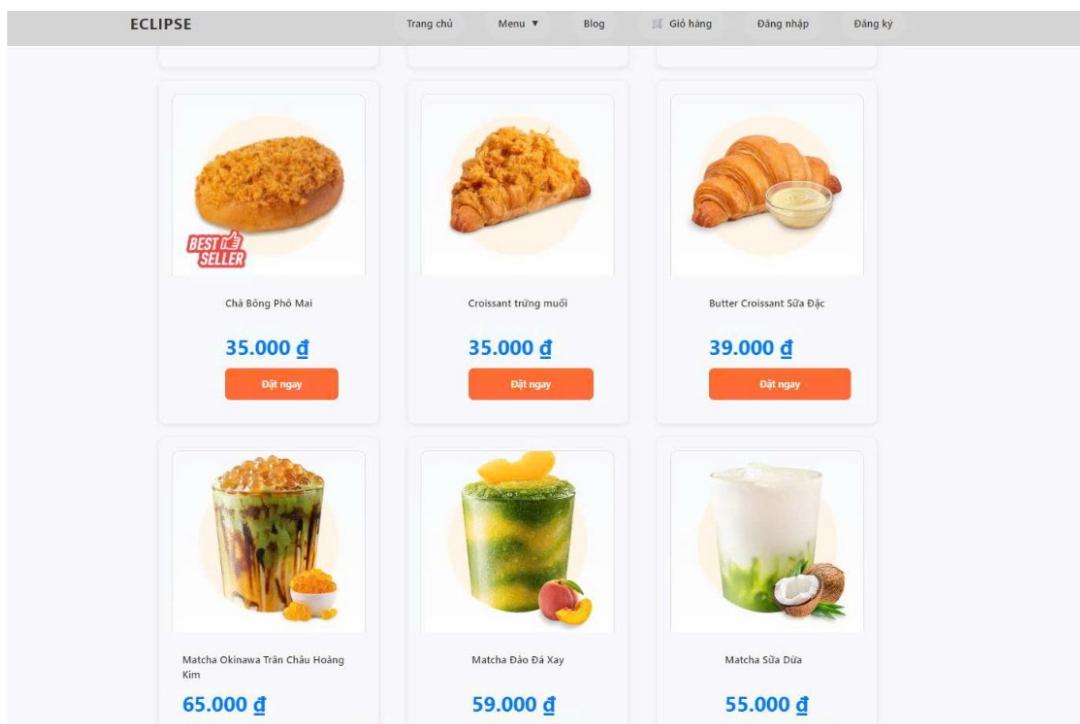 ECLIPSE
Trang chủ
Menu ▼
Blog
🛒 Giỏ hàng
Đăng nhập
Đăng ký
BEST
SELLER
Chà Bông Phô Mai
Croissant trứng muối
Butter Croissant Sữa Đặc
35.000 ₫
35.000 ₫
39.000 ₫
Đặt ngay
Đặt ngay
Đặt ngay
Matcha Okinawa Trân Châu Hoàng
Kim
Matcha Đào Đá Xay
Matcha Sữa Dừa
65.000 ₫
59.000 ₫
55.000 ₫